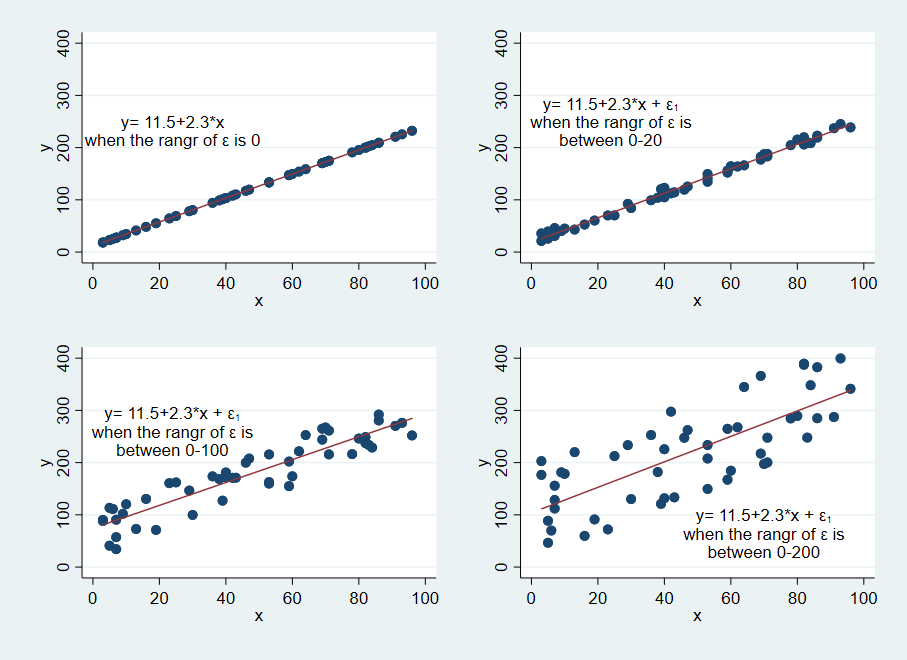 400
300
200
100
0
y
y= 11.5+2.3*x
when the rangr of ε is 0
0 20 40 60 80 100
x
400
300
200
100
0
y
y= 11.5+2.3*x + ε₁
when the rangr of ε is
between 0-20
0 20 40 60 80 100
x
400
300
200
100
0
y
y= 11.5+2.3*x + ε₁
when the rangr of ε is
between 0-100
0 20 40 60 80 100
x
400
300
200
100
0
y
y= 11.5+2.3*x + ε₁
when the rangr of ε is
between 0-200
0 20 40 60 80 100
x